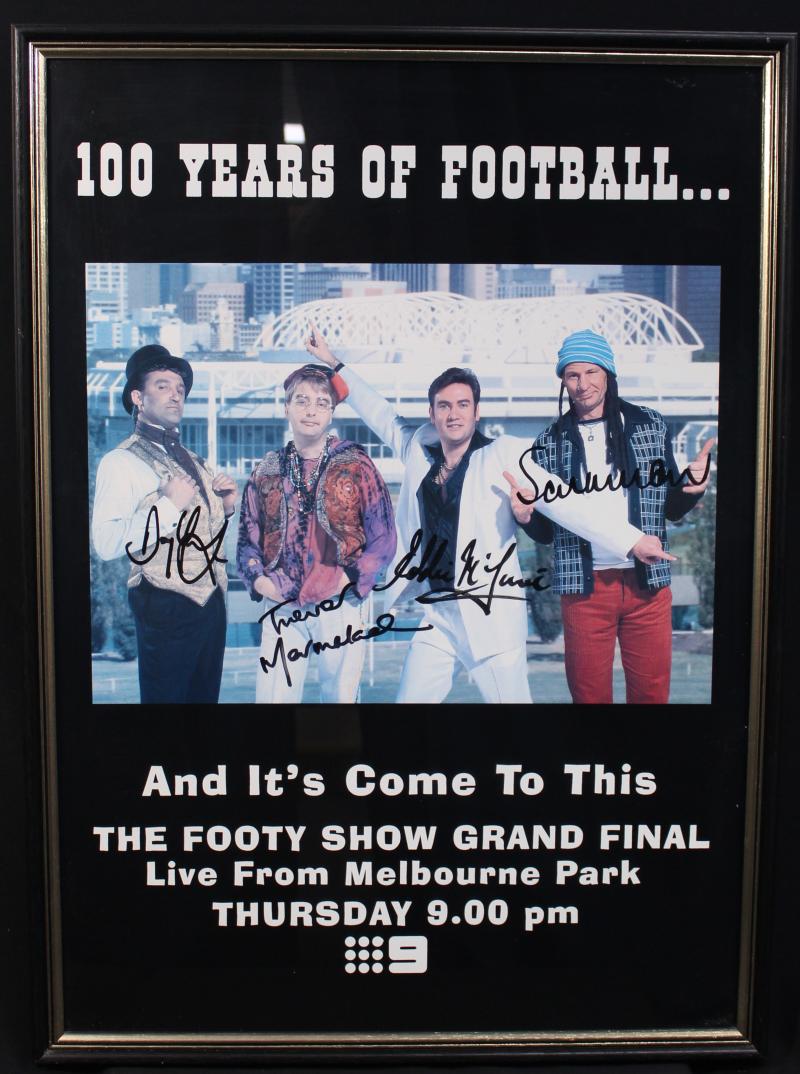 100 YEARS OF FOOTBALL...
Samman
Trevor
Marmalade
Eddie McGuire
And It's Come To This
THE FOOTY SHOW GRAND FINAL
Live From Melbourne Park
THURSDAY 9.00 pm
9